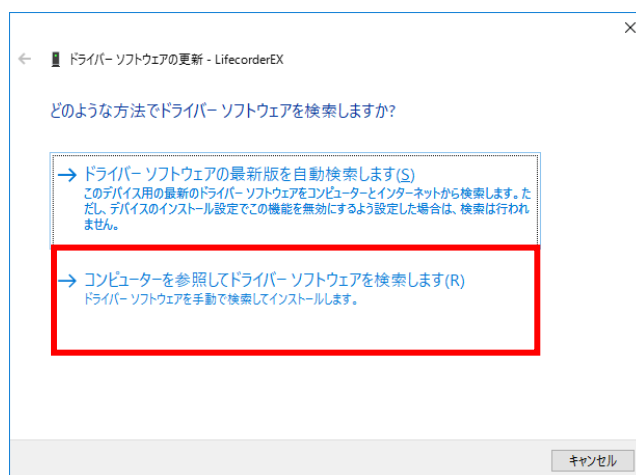 ドライバー ソフトウェアの更新 - LifecorderEX
どのような方法でドライバー ソフトウェアを検索しますか?
ドライバー ソフトウェアの最新版を自動検索します(S)
このデバイス用の最新のドライバー ソフトウェアをコンピューターとインターネットから検索します。た
だし、デバイスのインストール設定でこの機能を無効にするよう設定した場合は、検索は行われ
ません。
コンピューターを参照してドライバー ソフトウェアを検索します(R)
ドライバー ソフトウェアを手動で検索してインストールします。
キャンセル